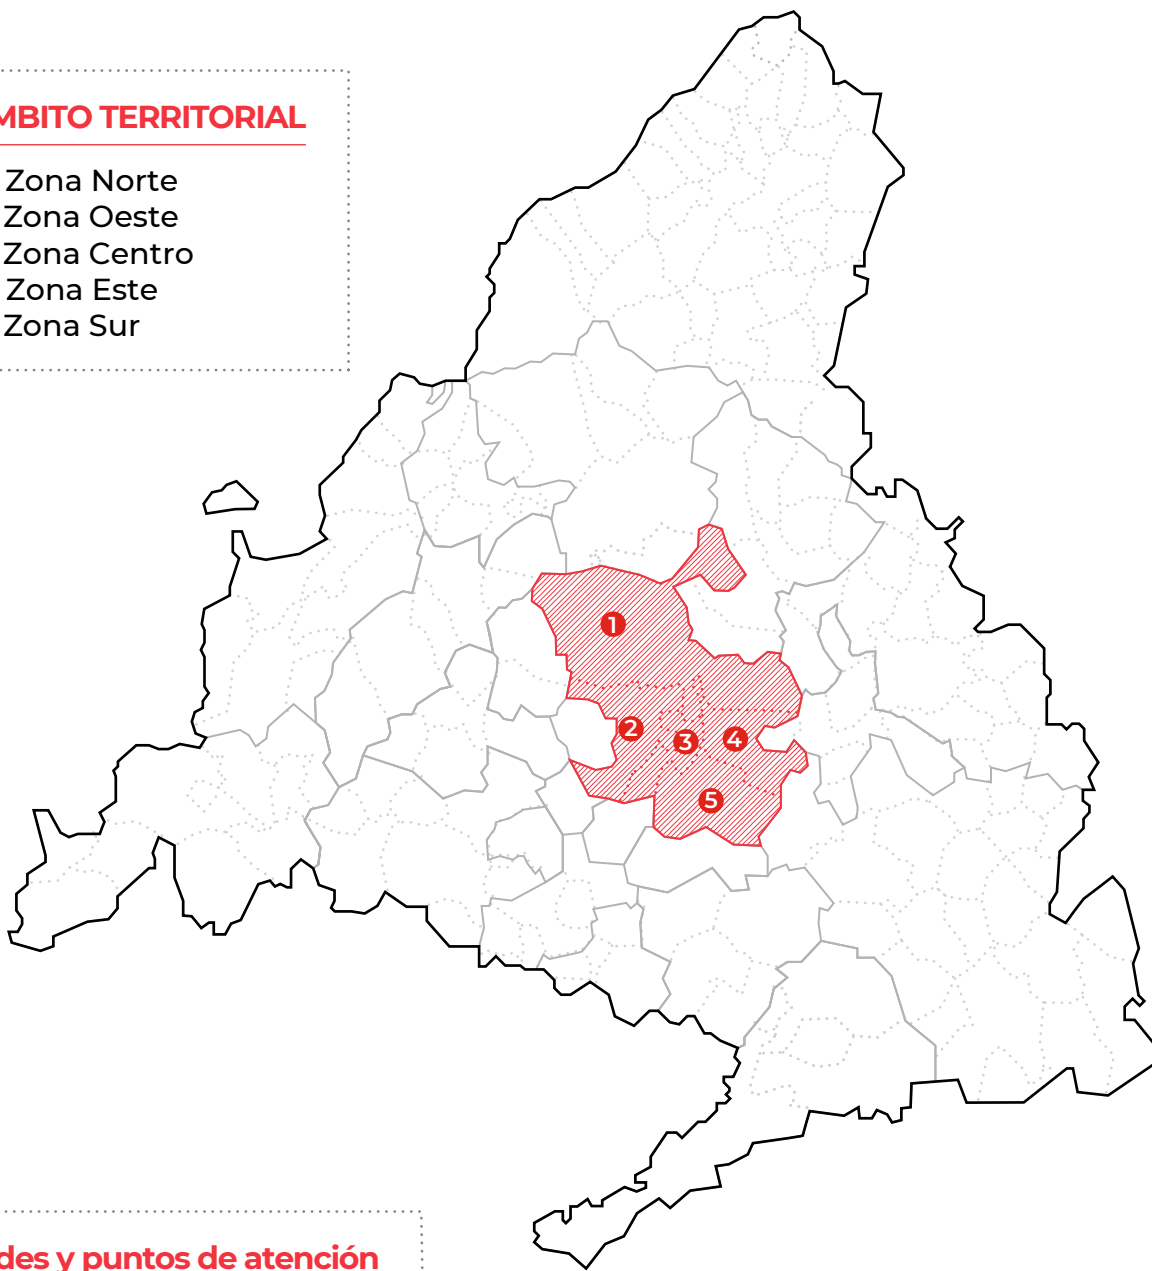 MBITO TERRITORIAL
Zona Norte
Zona Oeste
Zona Centro
Zona Este
Zona Sur
1
2
3
4
5
des y puntos de atención